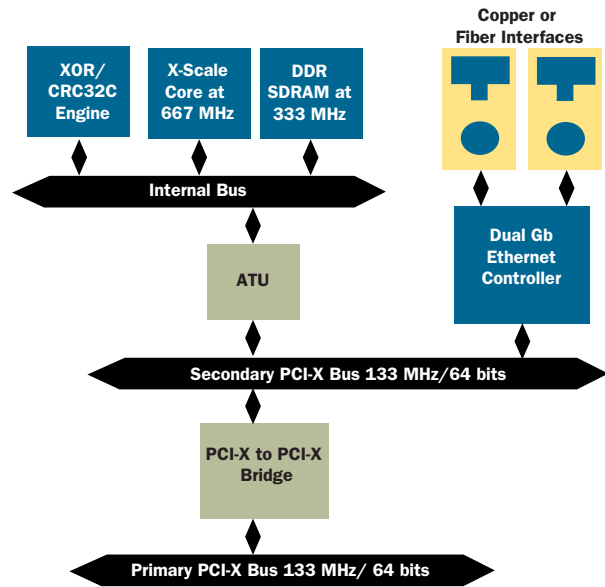 Copper or
Fiber Interfaces
XOR/
CRC32C
Engine
X-Scale
Core at
667 MHz
DDR
SDRAM at
333 MHz
Internal Bus
Dual Gb
Ethernet
Controller
ATU
Secondary PCI-X Bus 133 MHz/64 bits
PCI-X to PCI-X
Bridge
Primary PCI-X Bus 133 MHz/ 64 bits